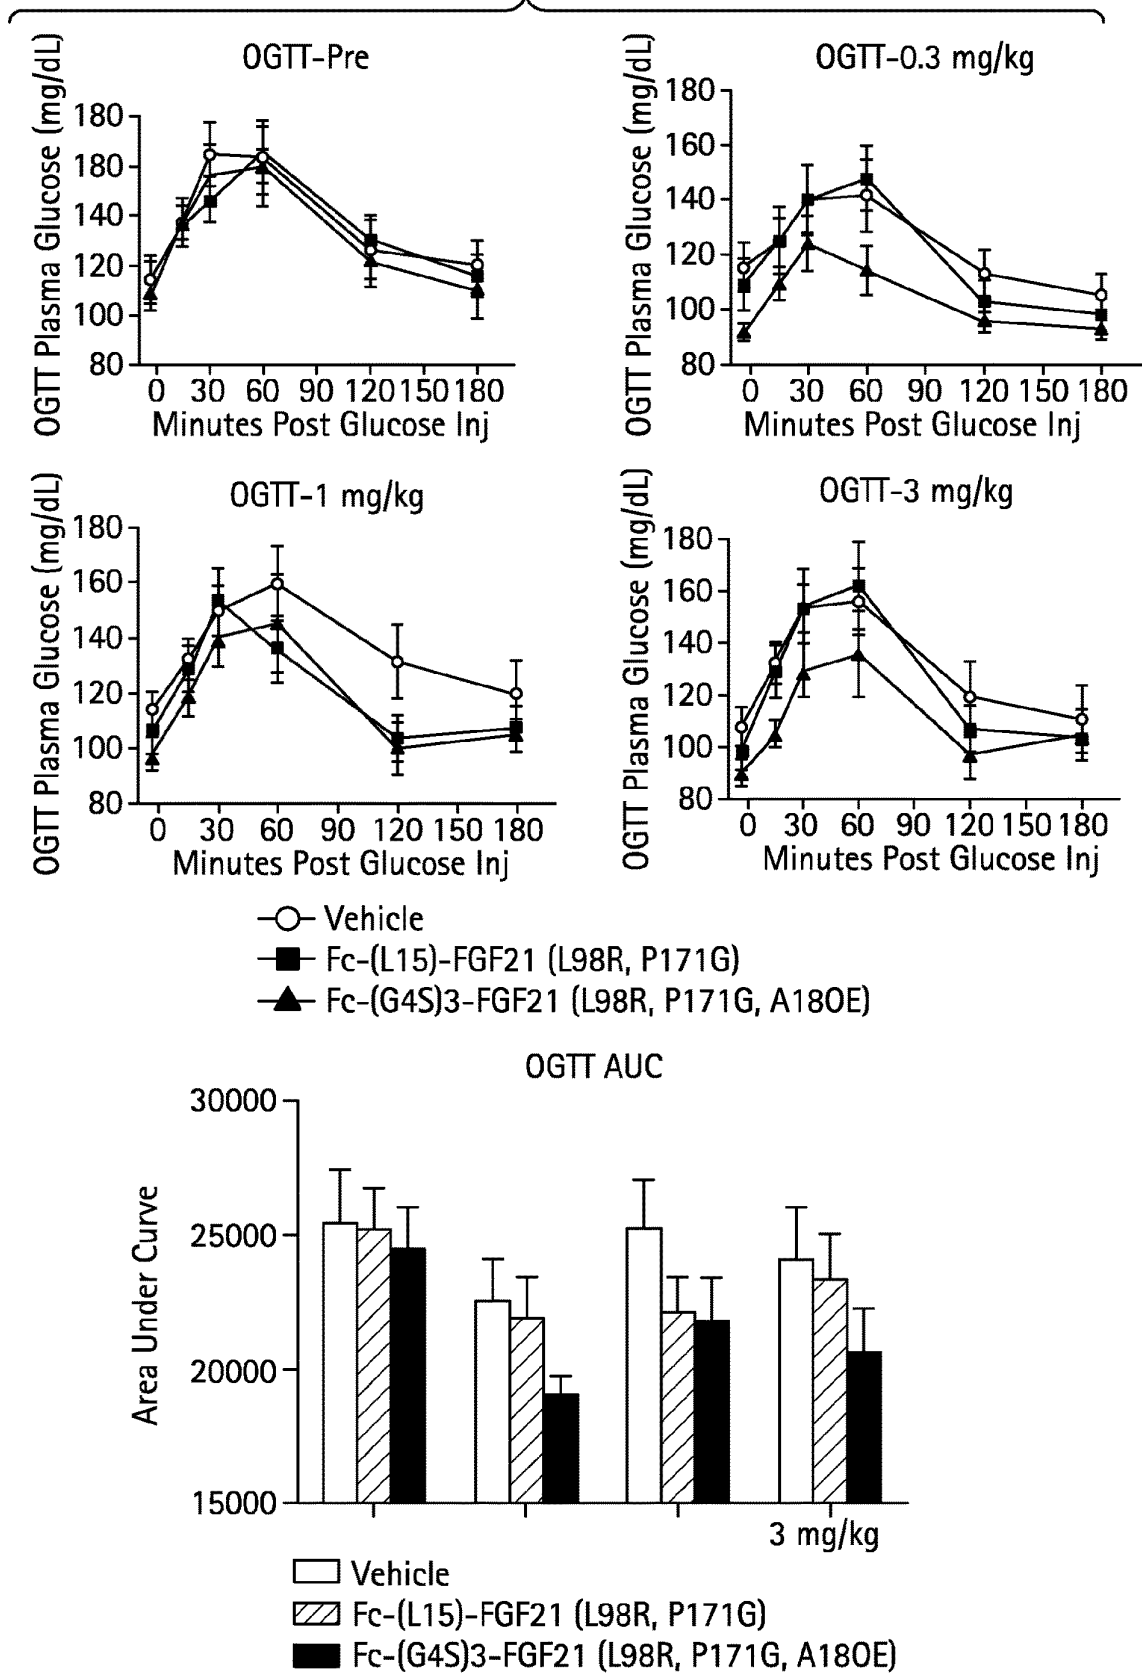 OGTT-Pre
OGTT Plasma Glucose (mg/dL)
180
180
160
140
120
100
80
0 30 60 90 120 150 180
Minutes Post Glucose Inj
OGTT-0.3 mg/kg
OGTT Plasma Glucose (mg/dL)
180
160
140
120
100
80
0 30 60 90 120 150 180
Minutes Post Glucose Inj
OGTT-1 mg/kg
OGTT Plasma Glucose (mg/dL)
180
160
140
120
100
80
0 30 60 90 120 150 180
Minutes Post Glucose Inj
OGTT-3 mg/kg
OGTT Plasma Glucose (mg/dL)
180
160
140
120
100
80
0 30 60 90 120 150 180
Minutes Post Glucose Inj
Vehicle
Fc-(L15)-FGF21 (L98R, P171G)
Fc-(G4S)3-FGF21 (L98R, P171G, A18OE)
OGTT AUC
Area Under Curve
30000
25000
20000
15000
3 mg/kg
Vehicle
Fc-(L15)-FGF21 (L98R, P171G)
Fc-(G4S)3-FGF21 (L98R, P171G, A18OE)